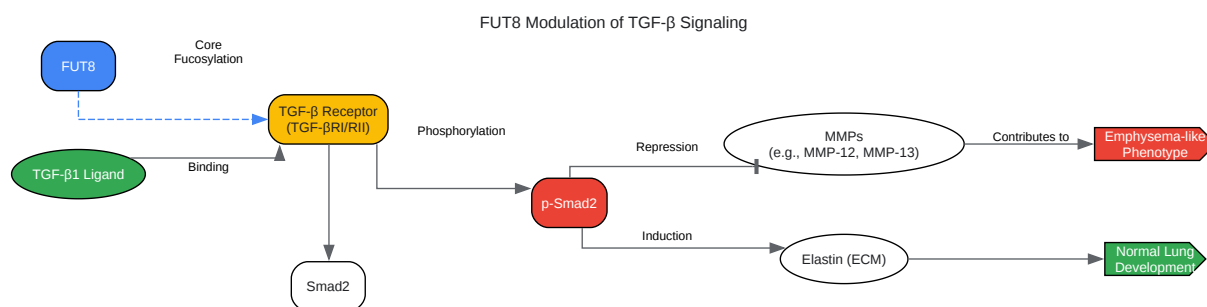 FUT8 Modulation of TGF-β Signaling
Core
Fucosylation
FUT8
TGF-β Receptor
(TGF-βRI/RII)
Phosphorylation
MMPs
(e.g., MMP-12, MMP-13)
Contributes to
Emphysema-like
Phenotype
Repression
Binding
TGF-β1 Ligand
p-Smad2
Induction
Elastin (ECM)
Normal Lung
Development
Smad2